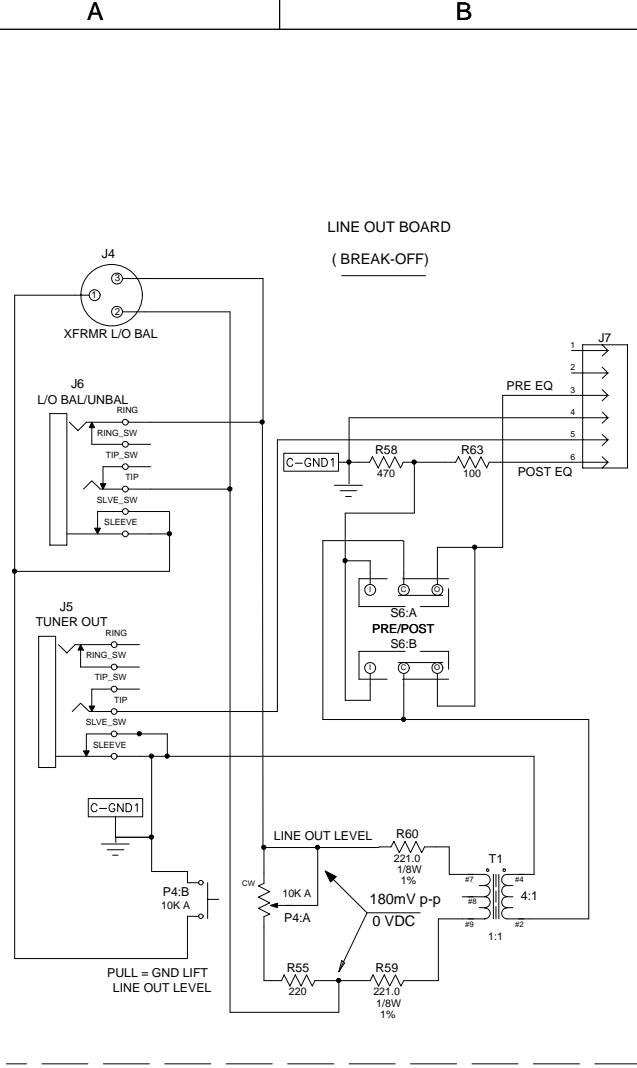 A
B
LINE OUT BOARD
( BREAK-OFF)
J4
3
1
2
XFRMR L/O BAL
J6
L/O BAL/UNBAL
RING
RING_SW
TIP_SW
TIP
SLVE_SW
SLEEVE
J7
1
2
PRE EQ
3
4
5
6
POST EQ
C-GND1
R58
470
R63
100
I
C
O
S6:A
PRE/POST
S6:B
I
C
O
J5
TUNER OUT
RING
RING_SW
TIP_SW
TIP
SLVE_SW
SLEEVE
C-GND1
P4:B
10K A
PULL = GND LIFT
LINE OUT LEVEL
LINE OUT LEVEL
CW
10K A
P4:A
R60
221.0
1/8W
1%
180mV p-p
0 VDC
R55
220
R59
221.0
1/8W
1%
T1
#7
#4
#8
4:1
#9
#2
1:1